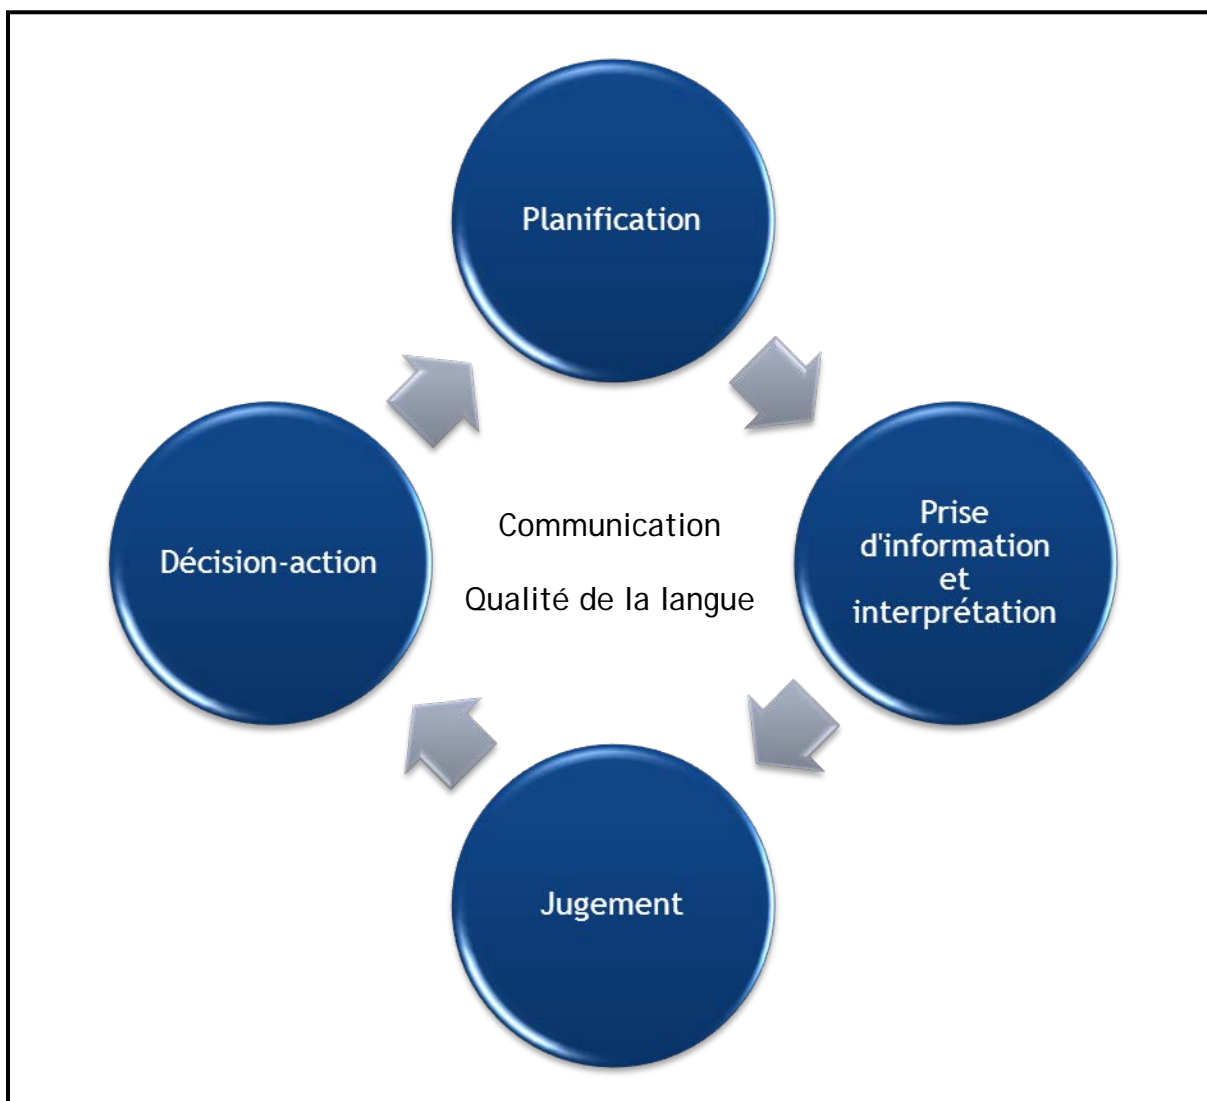 Planification
Prise
d'information
et
interprétation
Communication
Qualité de la langue
Décision-action
Jugement